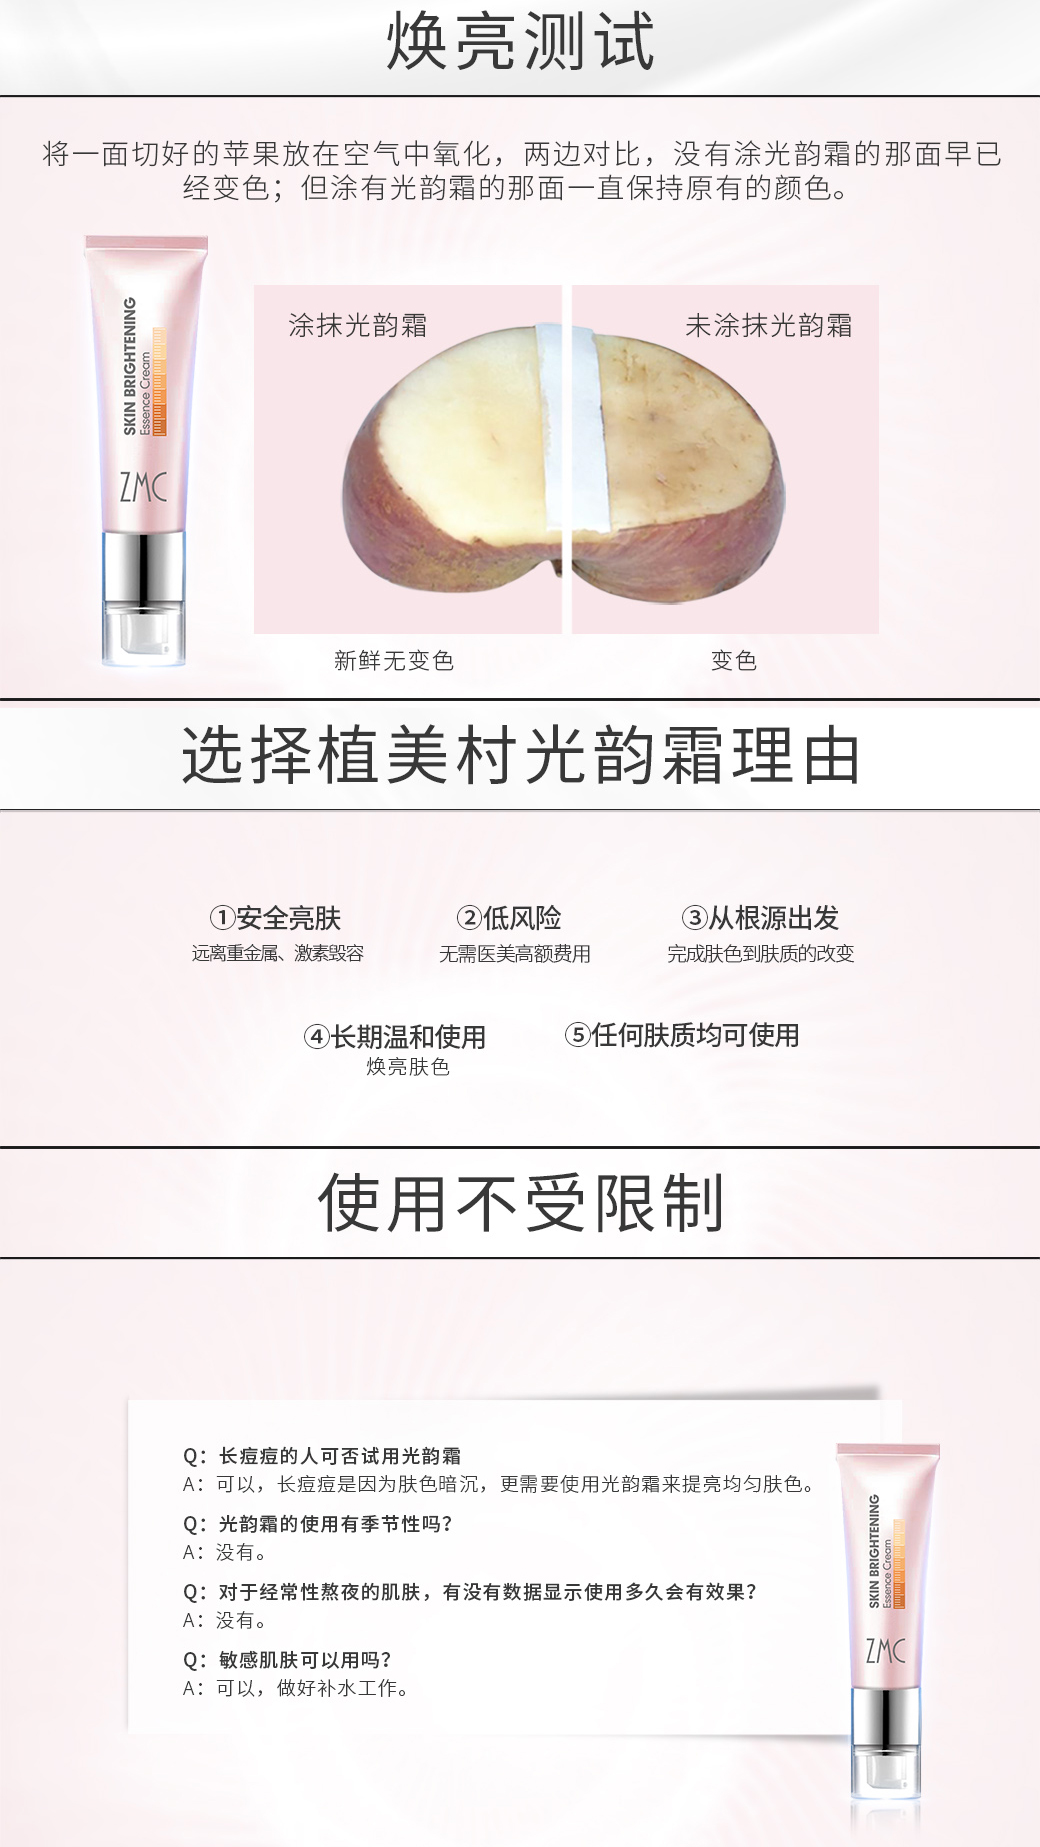 焕亮测试
将一面切好的苹果放在空气中氧化，两边对比，没有涂光韵霜的那面早已
经变色；但涂有光韵霜的那面一直保持原有的颜色。
SKIN BRIGHTENING
Essence Cream
ZMC
涂抹光韵霜
未涂抹光韵霜
新鲜无变色
变色
选择植美村光韵霜理由
①安全亮肤
远离重金属、激素毁容
②低风险
无需医美高额费用
③从根源出发
完成肤色到肤质的改变
④长期温和使用
焕亮肤色
⑤任何肤质均可使用
使用不受限制
Q：长痘痘的人可否试用光韵霜
A：可以，长痘痘是因为肤色暗沉，更需要使用光韵霜来提亮均匀肤色。
Q：光韵霜的使用有季节性吗？
A：没有。
Q：对于经常性熬夜的肌肤，有没有数据显示使用多久会有效果？
A：没有。
Q：敏感肌肤可以用吗？
A：可以，做好补水工作。
SKIN BRIGHTENING
Essence Cream
ZMC